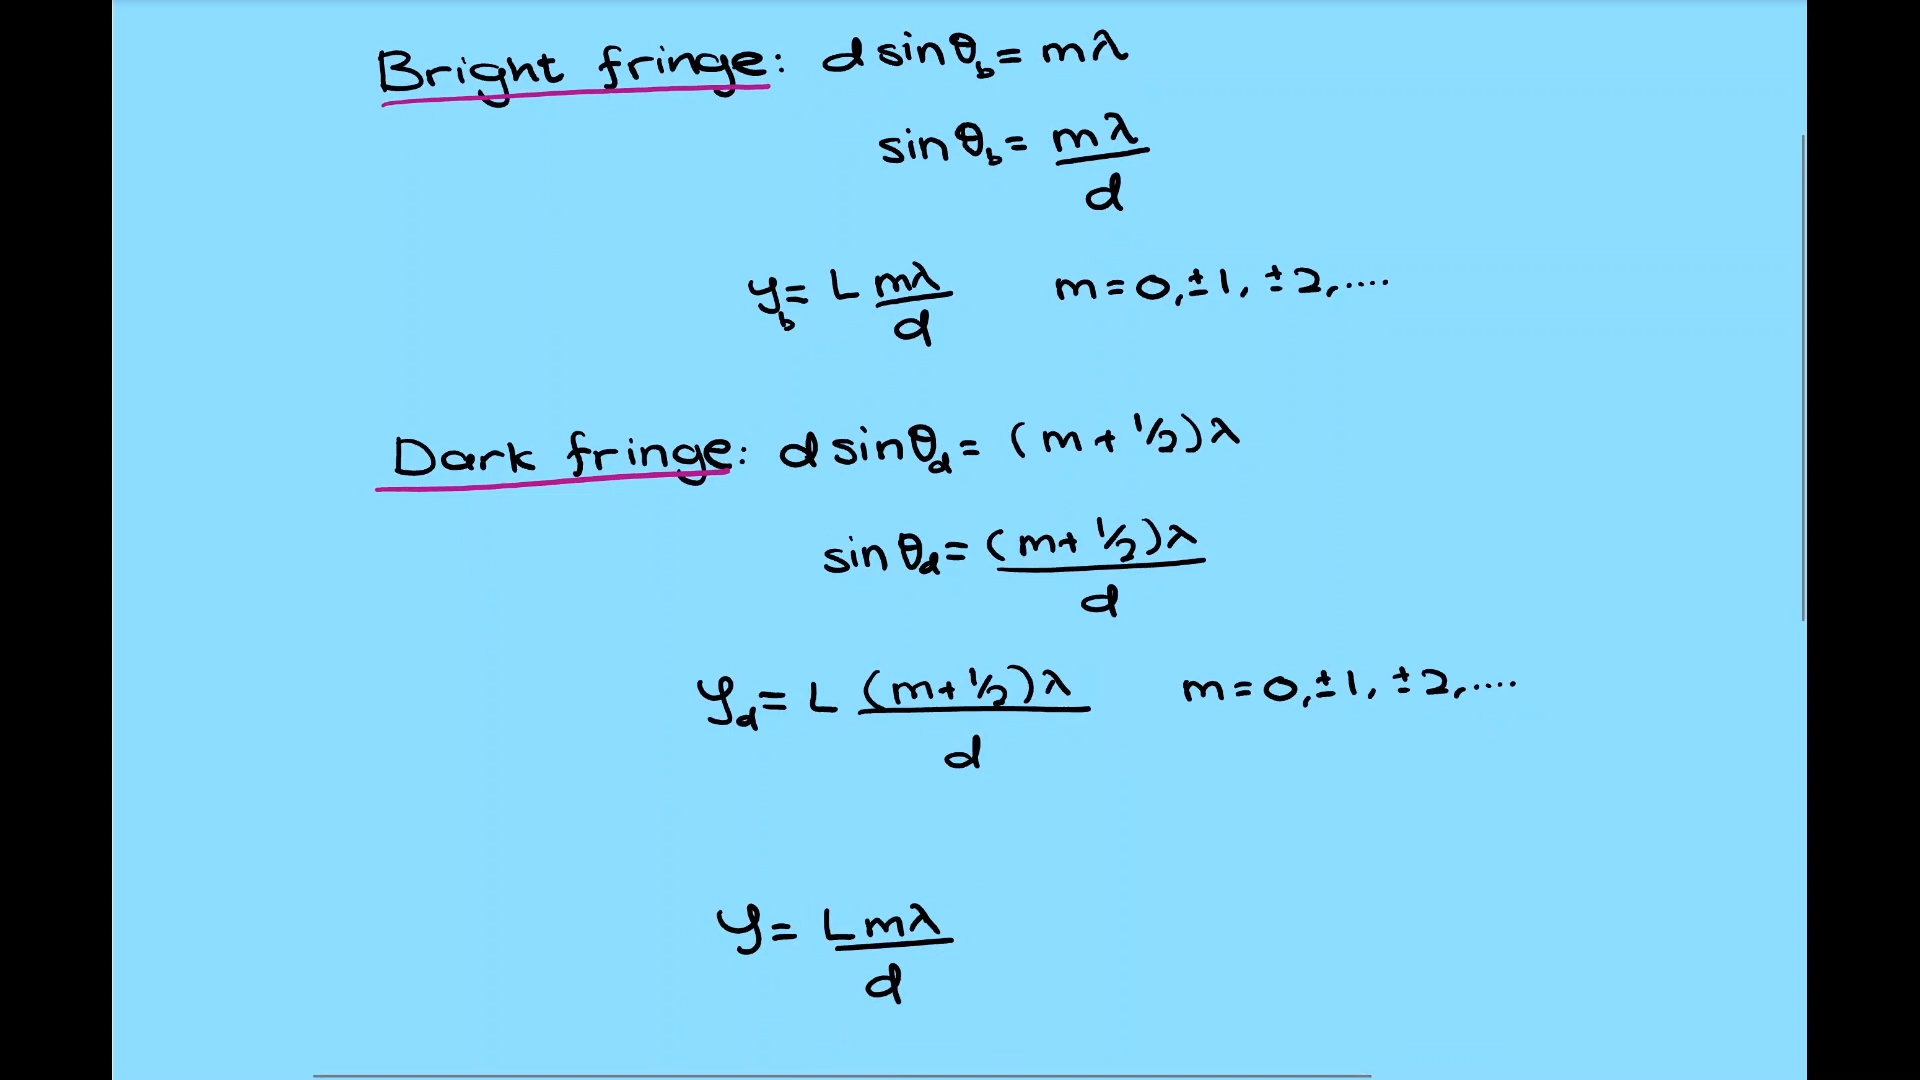 Bright fringe: d sinθ_b = mλ
sinθ_b = mλ/d
y_b = L mλ/d    m = 0, ±1, ±2, ....
Dark fringe: d sinθ_d = (m + 1/2)λ
sinθ_d = (m + 1/2)λ/d
y_d = L (m + 1/2)λ/d    m = 0, ±1, ±2, ....
y = Lmλ/d